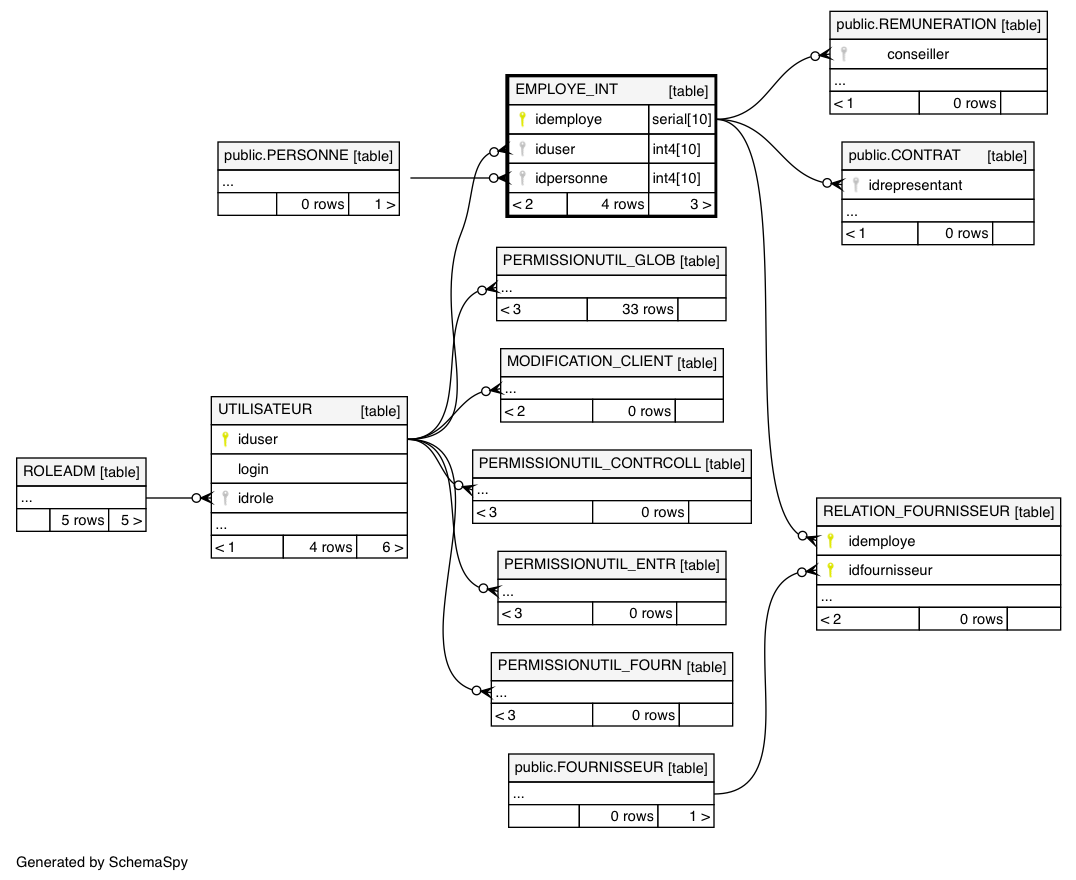 public.REMUNERATION [table]
conseiller
...
< 1 0 rows
EMPLOYE_INT [table]
idemploye serial[10]
iduser int4[10]
idpersonne int4[10]
< 2 4 rows 3 >
public.PERSONNE [table]
...
0 rows 1 >
public.CONTRAT [table]
idrepresentant
...
< 1 0 rows
PERMISSIONUTIL_GLOB [table]
...
< 3 33 rows
MODIFICATION_CLIENT [table]
...
< 2 0 rows
UTILISATEUR [table]
iduser
login
idrole
...
< 1 4 rows 6 >
ROLEADM [table]
...
5 rows 5 >
PERMISSIONUTIL_CONTRCOLL [table]
...
< 3 0 rows
RELATION_FOURNISSEUR [table]
idemploye
idfournisseur
...
< 2 0 rows
PERMISSIONUTIL_ENTR [table]
...
< 3 0 rows
PERMISSIONUTIL_FOURN [table]
...
< 3 0 rows
public.FOURNISSEUR [table]
...
0 rows 1 >
Generated by SchemaSpy